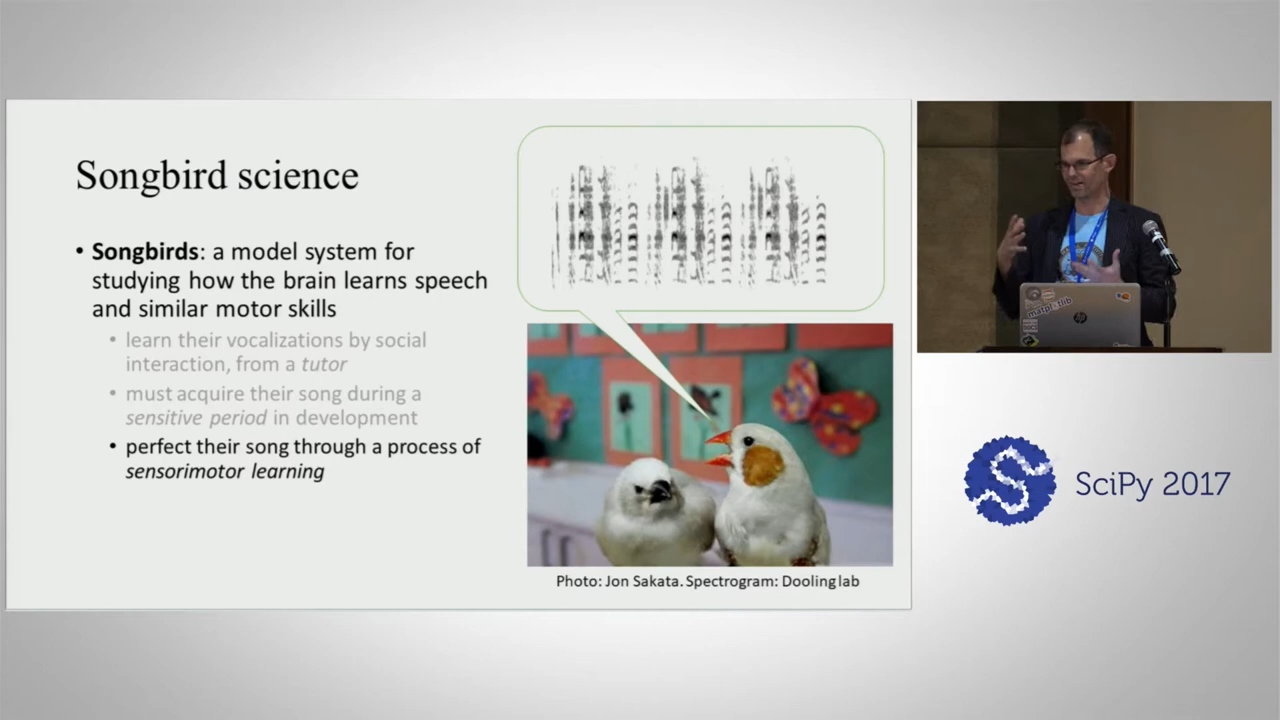 Songbird science
• Songbirds: a model system for
studying how the brain learns speech
and similar motor skills
• learn their vocalizations by social
interaction, from a tutor
• must acquire their song during a
sensitive period in development
• perfect their song through a process of
sensorimotor learning
Photo: Jon Sakata. Spectrogram: Dooling lab
matplotlib
hp
SciPy 2017